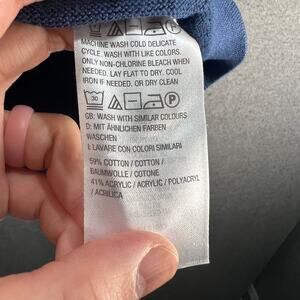 MACHINE WASH COLD DELICATE
CYCLE. WASH WITH LIKE COLORS.
ONLY NON-CHLORINE BLEACH WHEN
NEEDED. LAY FLAT TO DRY. COOL
IRON IF NEEDED. OR DRY CLEAN
30 P
GB: WASH WITH SIMILAR COLOURS
D: MIT ÄHNLICHEN FARBEN
WASCHEN
I: LAVARE CON COLORI SIMILARI
59% COTTON / COTTON /
BAUMWOLLE / COTONE
41% ACRYLIC / ACRYLIC / POLYACRYL
/ ACRILICA